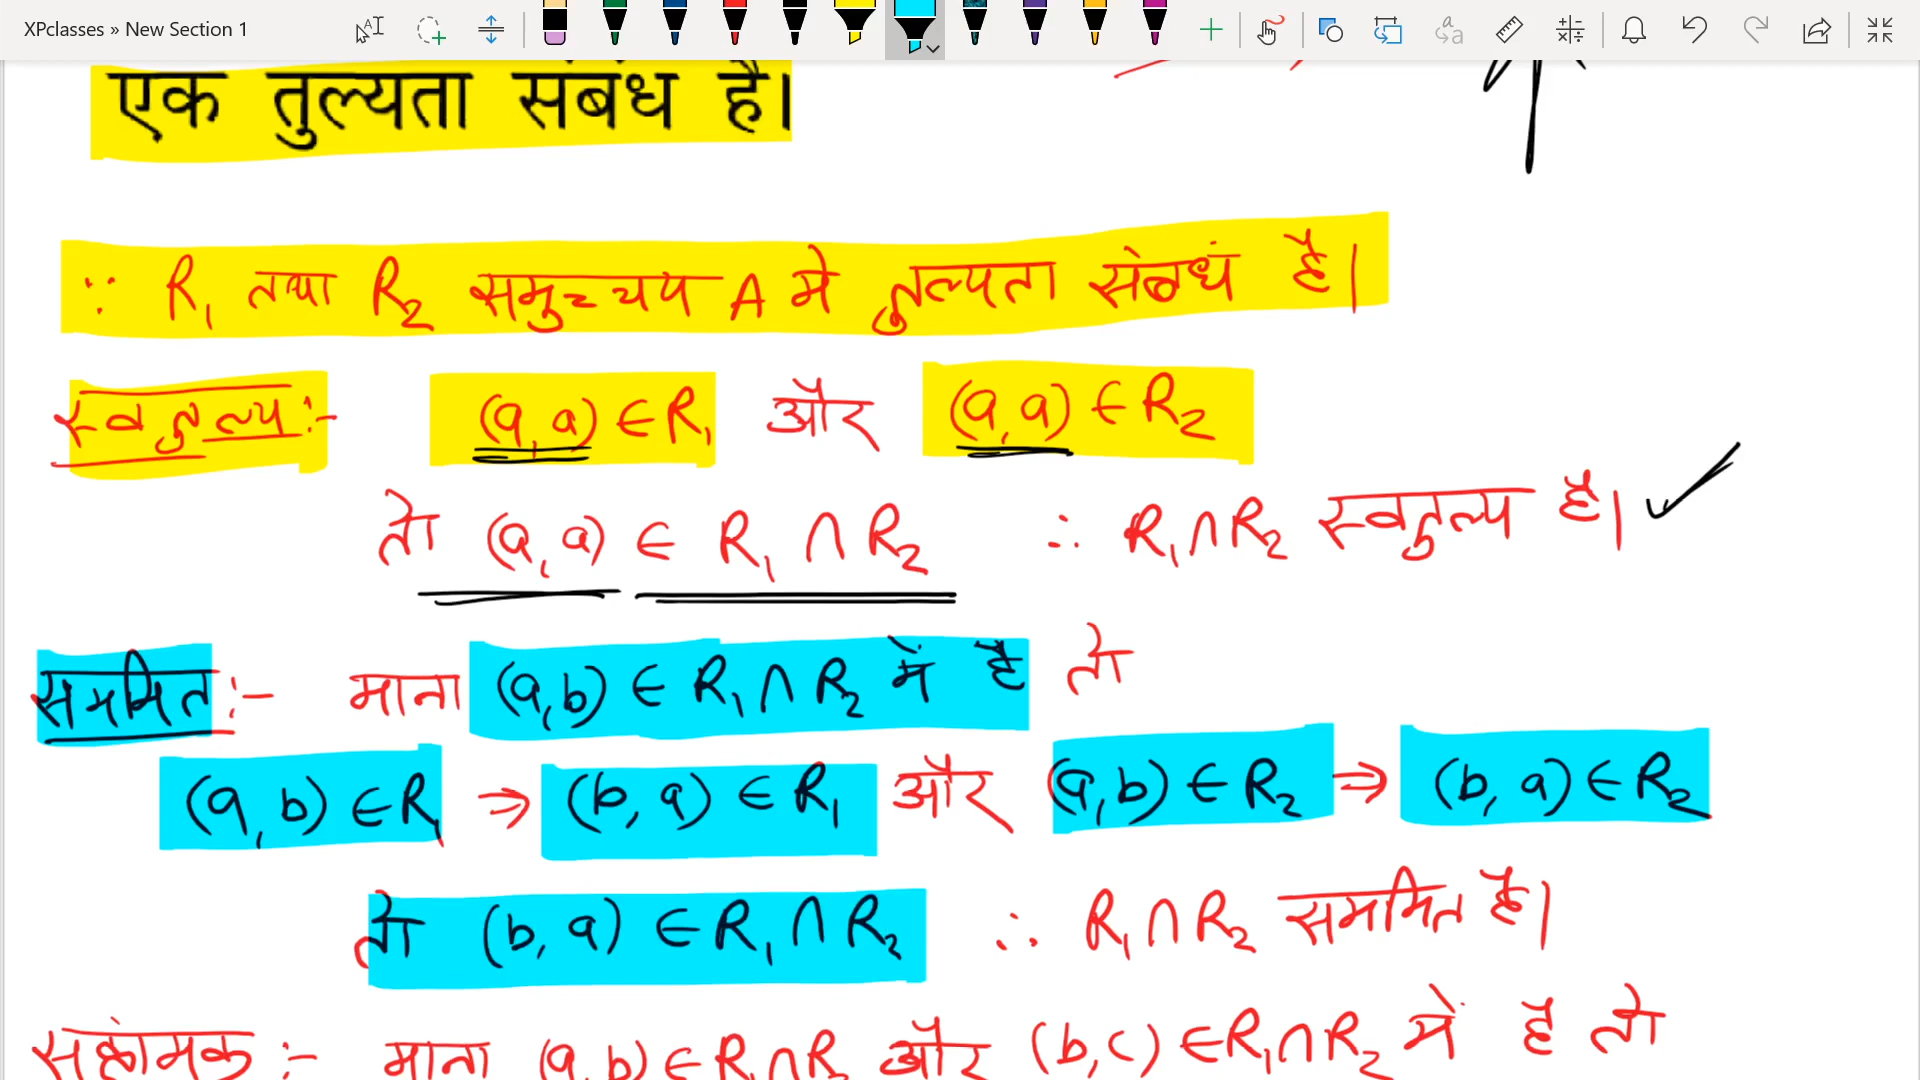 XPclasses » New Section 1
एक तुल्यता संबंध है।
∵ R₁ तथा R₂ समुच्चय A मे तुल्यता संबधं है।
स्वतुल्य :- (a, a) ∈ R₁ और (a, a) ∈ R₂
तो (a, a) ∈ R₁ ∩ R₂ ∴ R₁∩R₂ स्वतुल्य है।
सममित :- माना (a,b) ∈ R₁ ∩ R₂ में है तो
(a, b) ∈ R₁ ⇒ (b, a) ∈ R₁ और (a,b) ∈ R₂ ⇒ (b, a) ∈ R₂
तो (b, a) ∈ R₁ ∩ R₂ ∴ R₁ ∩ R₂ सममित है।
सक्रांमक :- माना (a,b) ∈ R₁∩R₂ और (b,c) ∈ R₁∩R₂ में है तो